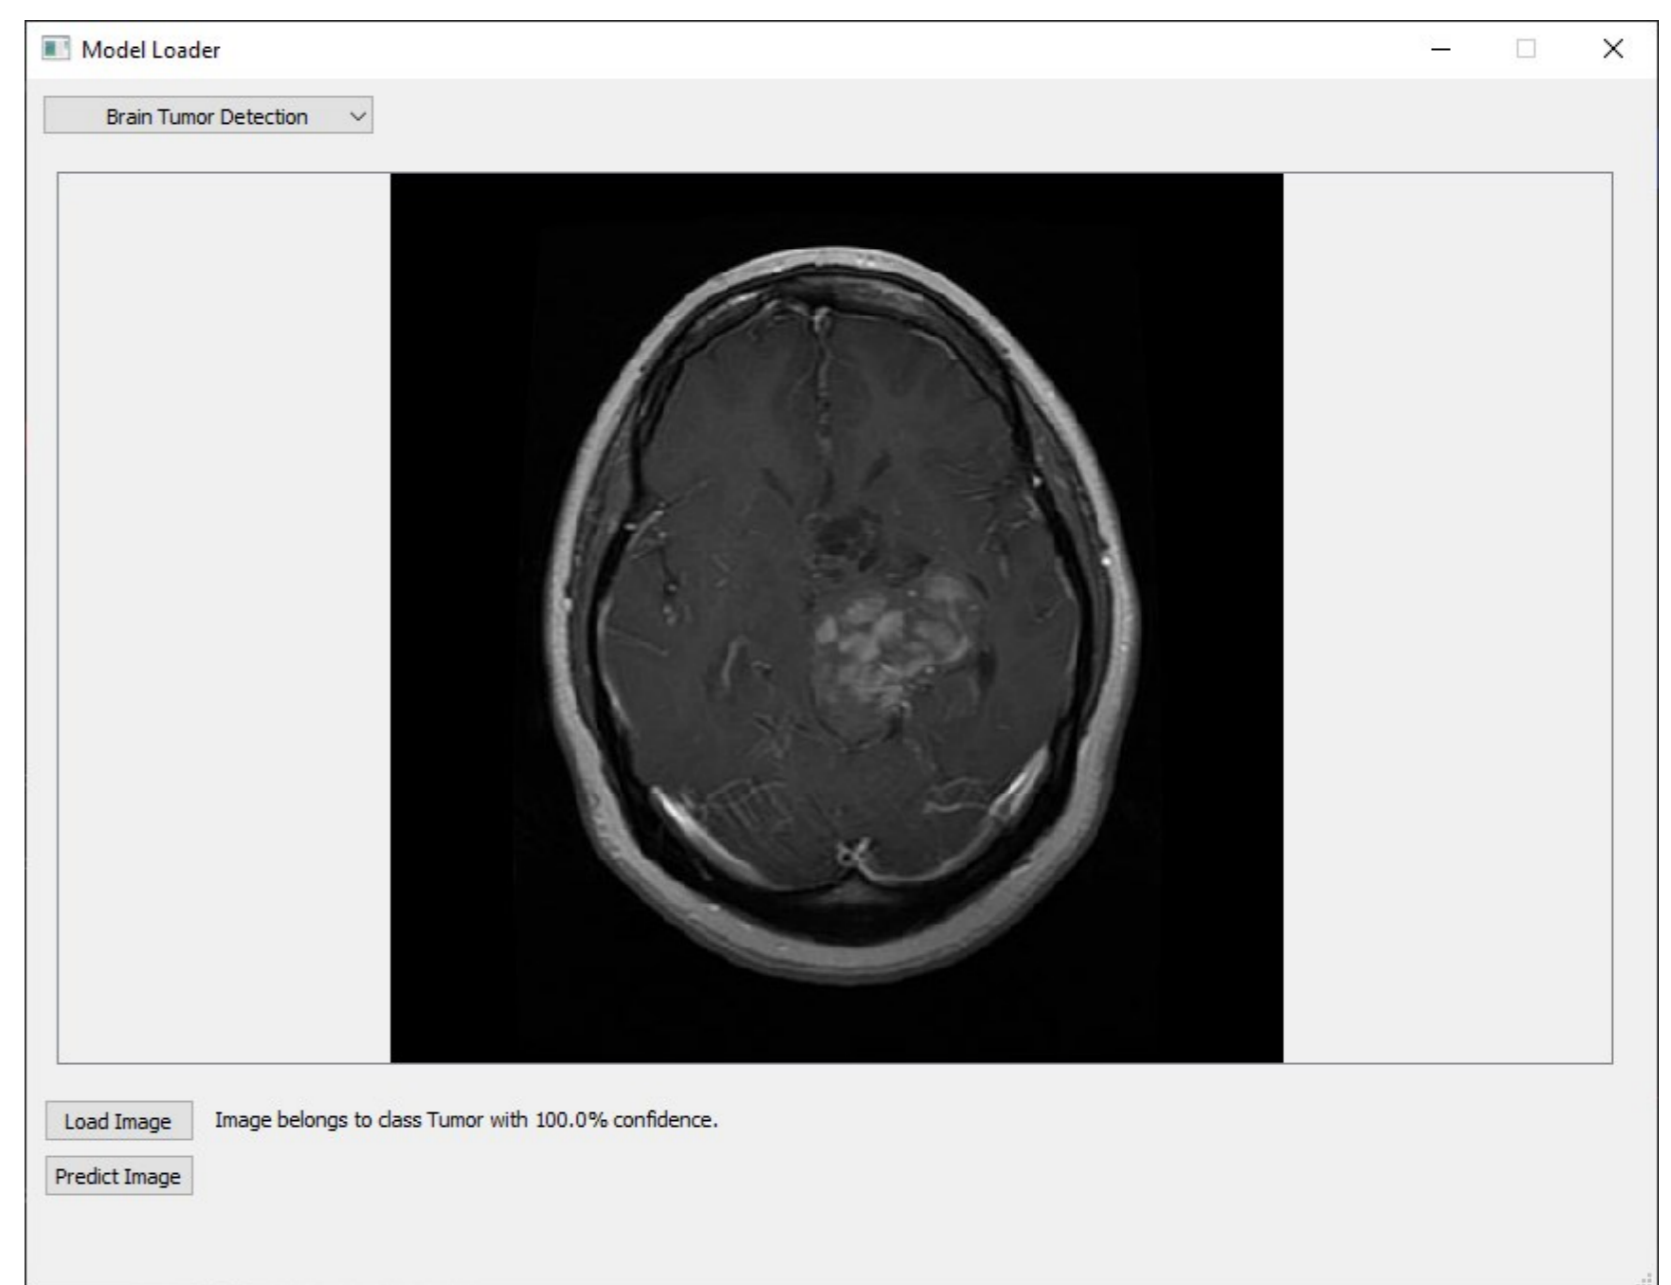 Model Loader
Brain Tumor Detection
Load Image
Image belongs to class Tumor with 100.0% confidence.
Predict Image